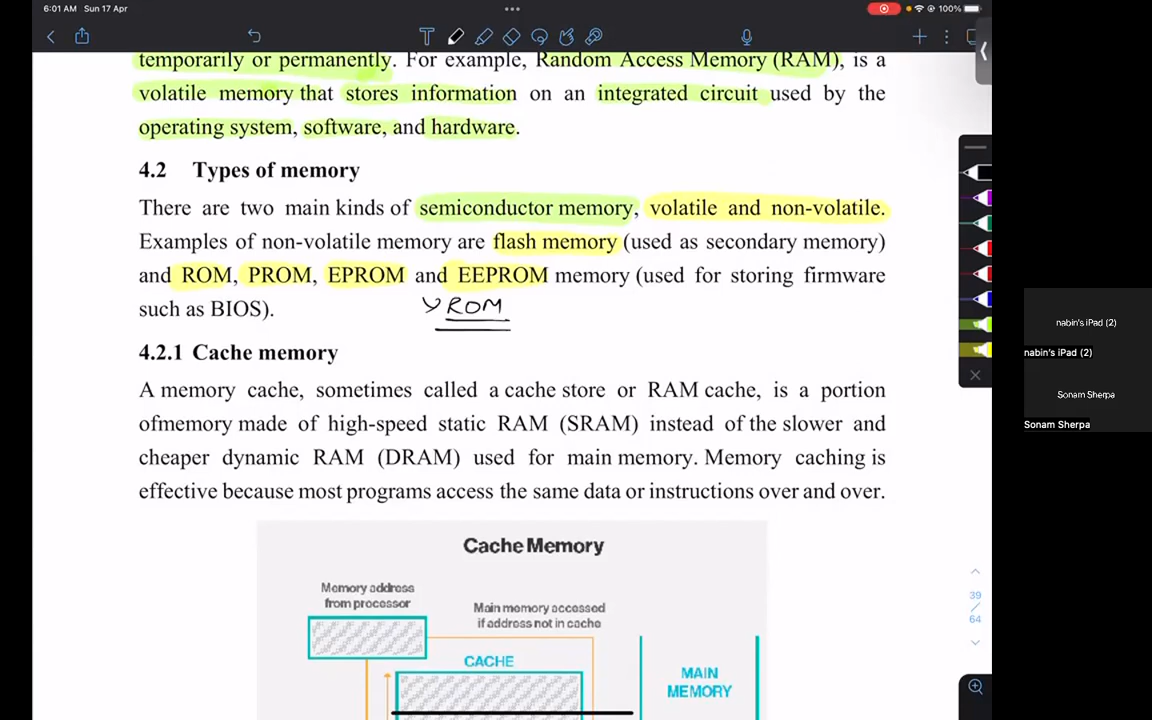 6:01 AM Sun 17 Apr
100%
temporarily or permanently. For example, Random Access Memory (RAM), is a
volatile memory that stores information on an integrated circuit used by the
operating system, software, and hardware.
4.2 Types of memory
There are two main kinds of semiconductor memory, volatile and non-volatile.
Examples of non-volatile memory are flash memory (used as secondary memory)
and ROM, PROM, EPROM and EEPROM memory (used for storing firmware
such as BIOS).
ROM
4.2.1 Cache memory
A memory cache, sometimes called a cache store or RAM cache, is a portion
ofmemory made of high-speed static RAM (SRAM) instead of the slower and
cheaper dynamic RAM (DRAM) used for main memory. Memory caching is
effective because most programs access the same data or instructions over and over.
Cache Memory
Memory address
from processor
Main memory accessed
if address not in cache
CACHE
MAIN
MEMORY
39
/
64
nabin's iPad (2)
nabin's iPad (2)
Sonam Sherpa
Sonam Sherpa